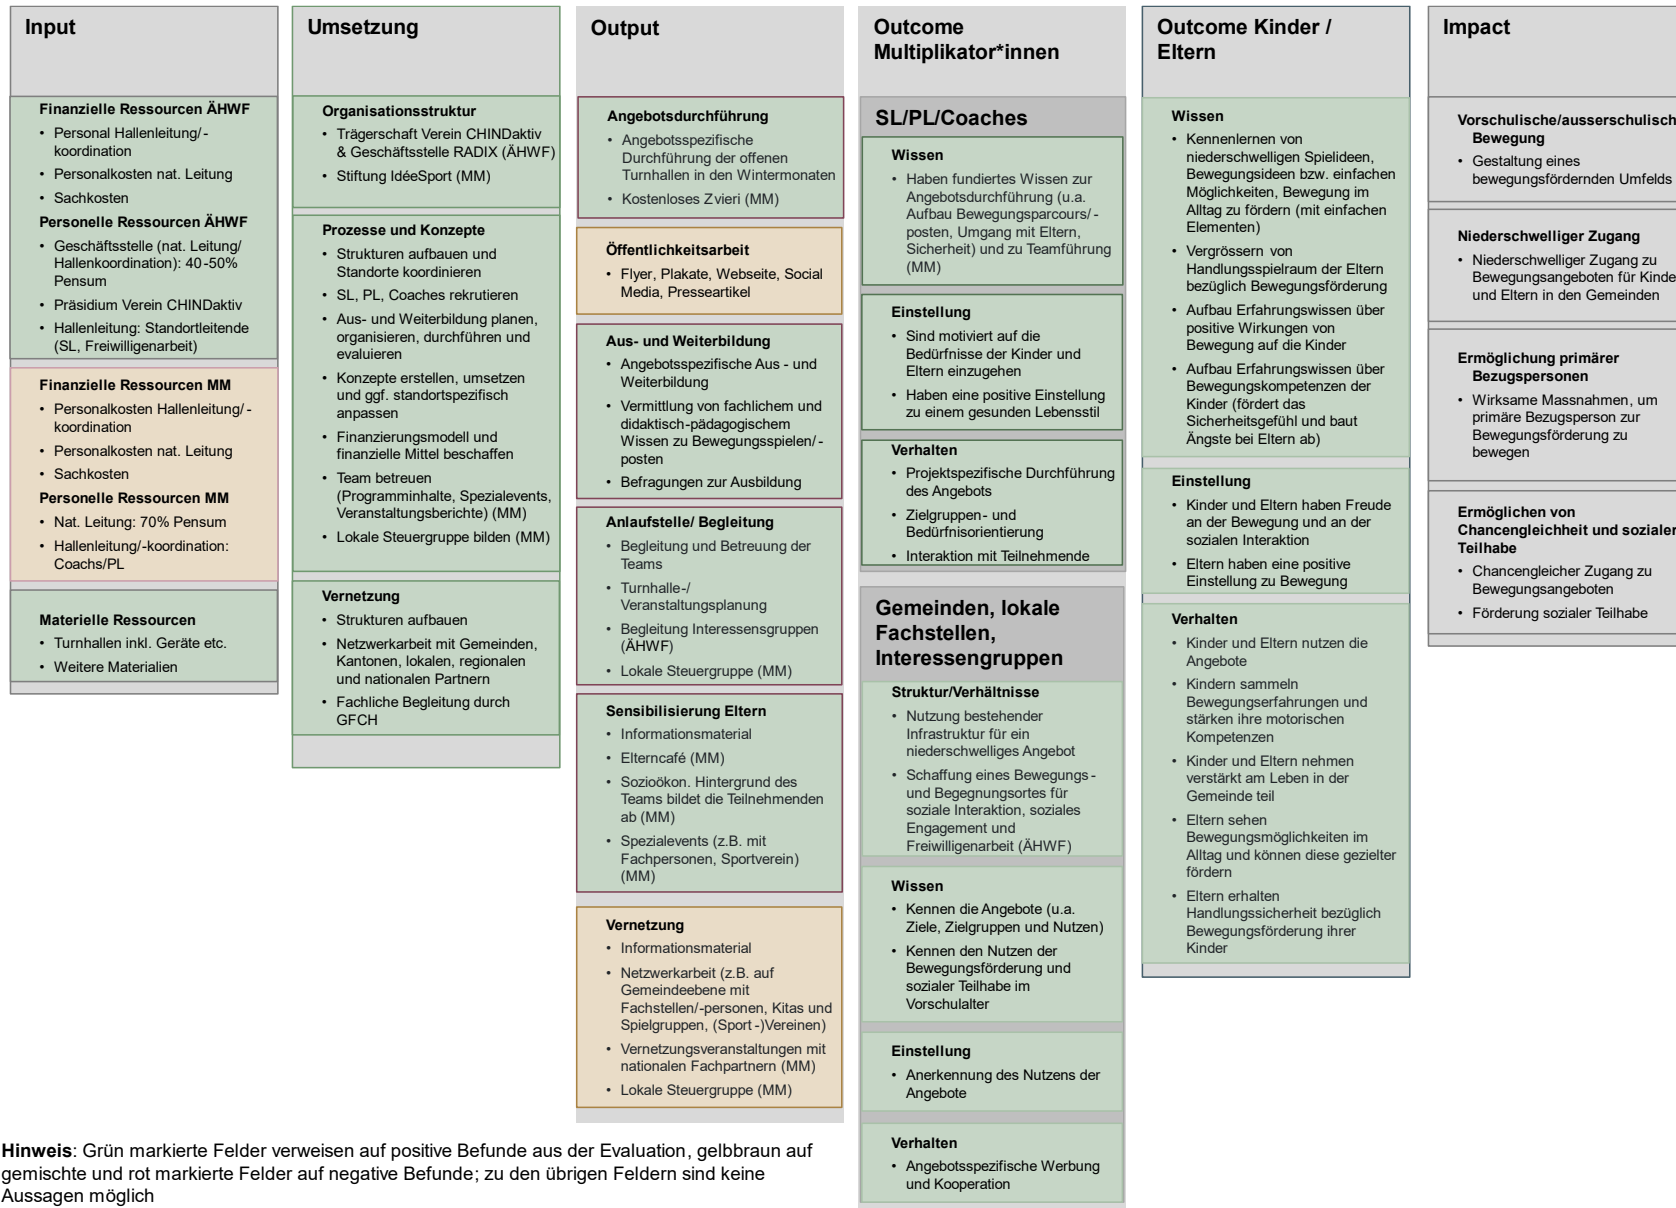 Input
Finanzielle Ressourcen ÄHWF
• Personal Hallenleitung/-
koordination
• Personalkosten nat. Leitung
• Sachkosten
Personelle Ressourcen ÄHWF
• Geschäftsstelle (nat. Leitung/
Hallenkoordination): 40-50%
Pensum
• Präsidium Verein CHINDaktiv
• Hallenleitung: Standortleitende
(SL, Freiwilligenarbeit)
Finanzielle Ressourcen MM
• Personalkosten Hallenleitung/-
koordination
• Personalkosten nat. Leitung
• Sachkosten
Personelle Ressourcen MM
• Nat. Leitung: 70% Pensum
• Hallenleitung/-koordination:
Coachs/PL
Materielle Ressourcen
• Turnhallen inkl. Geräte etc.
• Weitere Materialien
Umsetzung
Organisationsstruktur
• Trägerschaft Verein CHINDaktiv
& Geschäftsstelle RADIX (ÄHWF)
• Stiftung IdéeSport (MM)
Prozesse und Konzepte
• Strukturen aufbauen und
Standorte koordinieren
• SL, PL, Coaches rekrutieren
• Aus- und Weiterbildung planen,
organisieren, durchführen und
evaluieren
• Konzepte erstellen, umsetzen
und ggf. standortspezifisch
anpassen
• Finanzierungsmodell und
finanzielle Mittel beschaffen
• Team betreuen
(Programminhalte, Spezialevents,
Veranstaltungsberichte) (MM)
• Lokale Steuergruppe bilden (MM)
Vernetzung
• Strukturen aufbauen
• Netzwerkarbeit mit Gemeinden,
Kantonen, lokalen, regionalen
und nationalen Partnern
• Fachliche Begleitung durch
GFCH
Output
Angebotsdurchführung
• Angebotsspezifische
Durchführung der offenen
Turnhallen in den Wintermonaten
• Kostenloses Zvieri (MM)
Öffentlichkeitsarbeit
• Flyer, Plakate, Webseite, Social
Media, Presseartikel
Aus- und Weiterbildung
• Angebotsspezifische Aus - und
Weiterbildung
• Vermittlung von fachlichem und
didaktisch-pädagogischem
Wissen zu Bewegungsspielen/-
posten
• Befragungen zur Ausbildung
Anlaufstelle/ Begleitung
• Begleitung und Betreuung der
Teams
• Turnhalle-/
Veranstaltungsplanung
• Begleitung Interessensgruppen
(ÄHWF)
• Lokale Steuergruppe (MM)
Sensibilisierung Eltern
• Informationsmaterial
• Elterncafé (MM)
• Sozioökon. Hintergrund des
Teams bildet die Teilnehmenden
ab (MM)
• Spezialevents (z.B. mit
Fachpersonen, Sportverein)
(MM)
Vernetzung
• Informationsmaterial
• Netzwerkarbeit (z.B. auf
Gemeindeebene mit
Fachstellen/-personen, Kitas und
Spielgruppen, (Sport -)Vereinen)
• Vernetzungsveranstaltungen mit
nationalen Fachpartnern (MM)
• Lokale Steuergruppe (MM)
Outcome
Multiplikator*innen
SL/PL/Coaches
Wissen
• Haben fundiertes Wissen zur
Angebotsdurchführung (u.a.
Aufbau Bewegungsparcours/-
posten, Umgang mit Eltern,
Sicherheit) und zu Teamführung
(MM)
Einstellung
• Sind motiviert auf die
Bedürfnisse der Kinder und
Eltern einzugehen
• Haben eine positive Einstellung
zu einem gesunden Lebensstil
Verhalten
• Projektspezifische Durchführung
des Angebots
• Zielgruppen- und
Bedürfnisorientierung
• Interaktion mit Teilnehmende
Gemeinden, lokale
Fachstellen,
Interessengruppen
Struktur/Verhältnisse
• Nutzung bestehender
Infrastruktur für ein
niederschwelliges Angebot
• Schaffung eines Bewegungs-
und Begegnungsortes für
soziale Interaktion, soziales
Engagement und
Freiwilligenarbeit (ÄHWF)
Wissen
• Kennen die Angebote (u.a.
Ziele, Zielgruppen und Nutzen)
• Kennen den Nutzen der
Bewegungsförderung und
sozialer Teilhabe im
Vorschulalter
Einstellung
• Anerkennung des Nutzens der
Angebote
Verhalten
• Angebotsspezifische Werbung
und Kooperation
Outcome Kinder /
Eltern
Wissen
• Kennenlernen von
niederschwelligen Spielideen,
Bewegungsideen bzw. einfachen
Möglichkeiten, Bewegung im
Alltag zu fördern (mit einfachen
Elementen)
• Vergrössern von
Handlungsspielraum der Eltern
bezüglich Bewegungsförderung
• Aufbau Erfahrungswissen über
positive Wirkungen von
Bewegung auf die Kinder
• Aufbau Erfahrungswissen über
Bewegungskompetenzen der
Kinder (fördert das
Sicherheitsgefühl und baut
Ängste bei Eltern ab)
Einstellung
• Kinder und Eltern haben Freude
an der Bewegung und an der
sozialen Interaktion
• Eltern haben eine positive
Einstellung zu Bewegung
Verhalten
• Kinder und Eltern nutzen die
Angebote
• Kindern sammeln
Bewegungserfahrungen und
stärken ihre motorischen
Kompetenzen
• Kinder und Eltern nehmen
verstärkt am Leben in der
Gemeinde teil
• Eltern sehen
Bewegungsmöglichkeiten im
Alltag und können diese gezielter
fördern
• Eltern erhalten
Handlungssicherheit bezüglich
Bewegungsförderung ihrer
Kinder
Impact
Vorschulische/ausserschulisch
Bewegung
• Gestaltung eines
bewegungsfördernden Umfelds
Niederschwelliger Zugang
• Niederschwelliger Zugang zu
Bewegungsangeboten für Kinde
und Eltern in den Gemeinden
Ermöglichung primärer
Bezugspersonen
• Wirksame Massnahmen, um
primäre Bezugsperson zur
Bewegungsförderung zu
bewegen
Ermöglichen von
Chancengleichheit und sozialer
Teilhabe
• Chancengleicher Zugang zu
Bewegungsangeboten
• Förderung sozialer Teilhabe
Hinweis: Grün markierte Felder verweisen auf positive Befunde aus der Evaluation, gelbbraun auf
gemischte und rot markierte Felder auf negative Befunde; zu den übrigen Feldern sind keine
Aussagen möglich